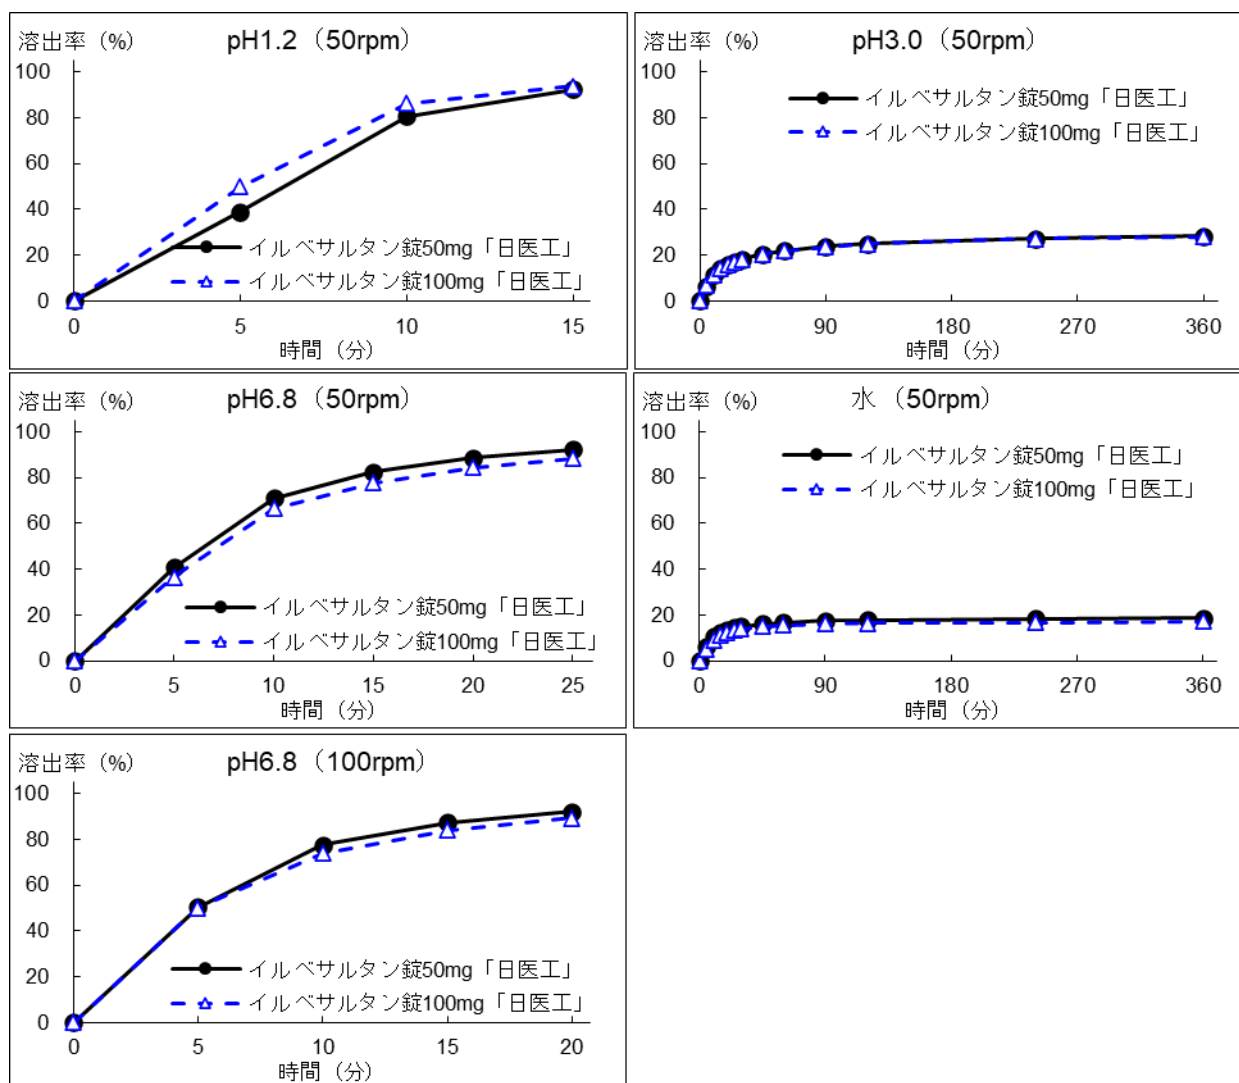 溶出率（%） pH1.2（50rpm）
100
80
60
40
20
0
イルベサルタン錠50mg「日医工」
イルベサルタン錠100mg「日医工」
0 5 10 15
時間（分）
溶出率（%） pH3.0（50rpm）
100
80
60
40
20
0
イルベサルタン錠50mg「日医工」
イルベサルタン錠100mg「日医工」
0 90 180 270 360
時間（分）
溶出率（%） pH6.8（50rpm）
100
80
60
40
20
0
イルベサルタン錠50mg「日医工」
イルベサルタン錠100mg「日医工」
0 5 10 15 20 25
時間（分）
溶出率（%） 水（50rpm）
100
80
60
40
20
0
イルベサルタン錠50mg「日医工」
イルベサルタン錠100mg「日医工」
0 90 180 270 360
時間（分）
溶出率（%） pH6.8（100rpm）
100
80
60
40
20
0
イルベサルタン錠50mg「日医工」
イルベサルタン錠100mg「日医工」
0 5 10 15 20
時間（分）